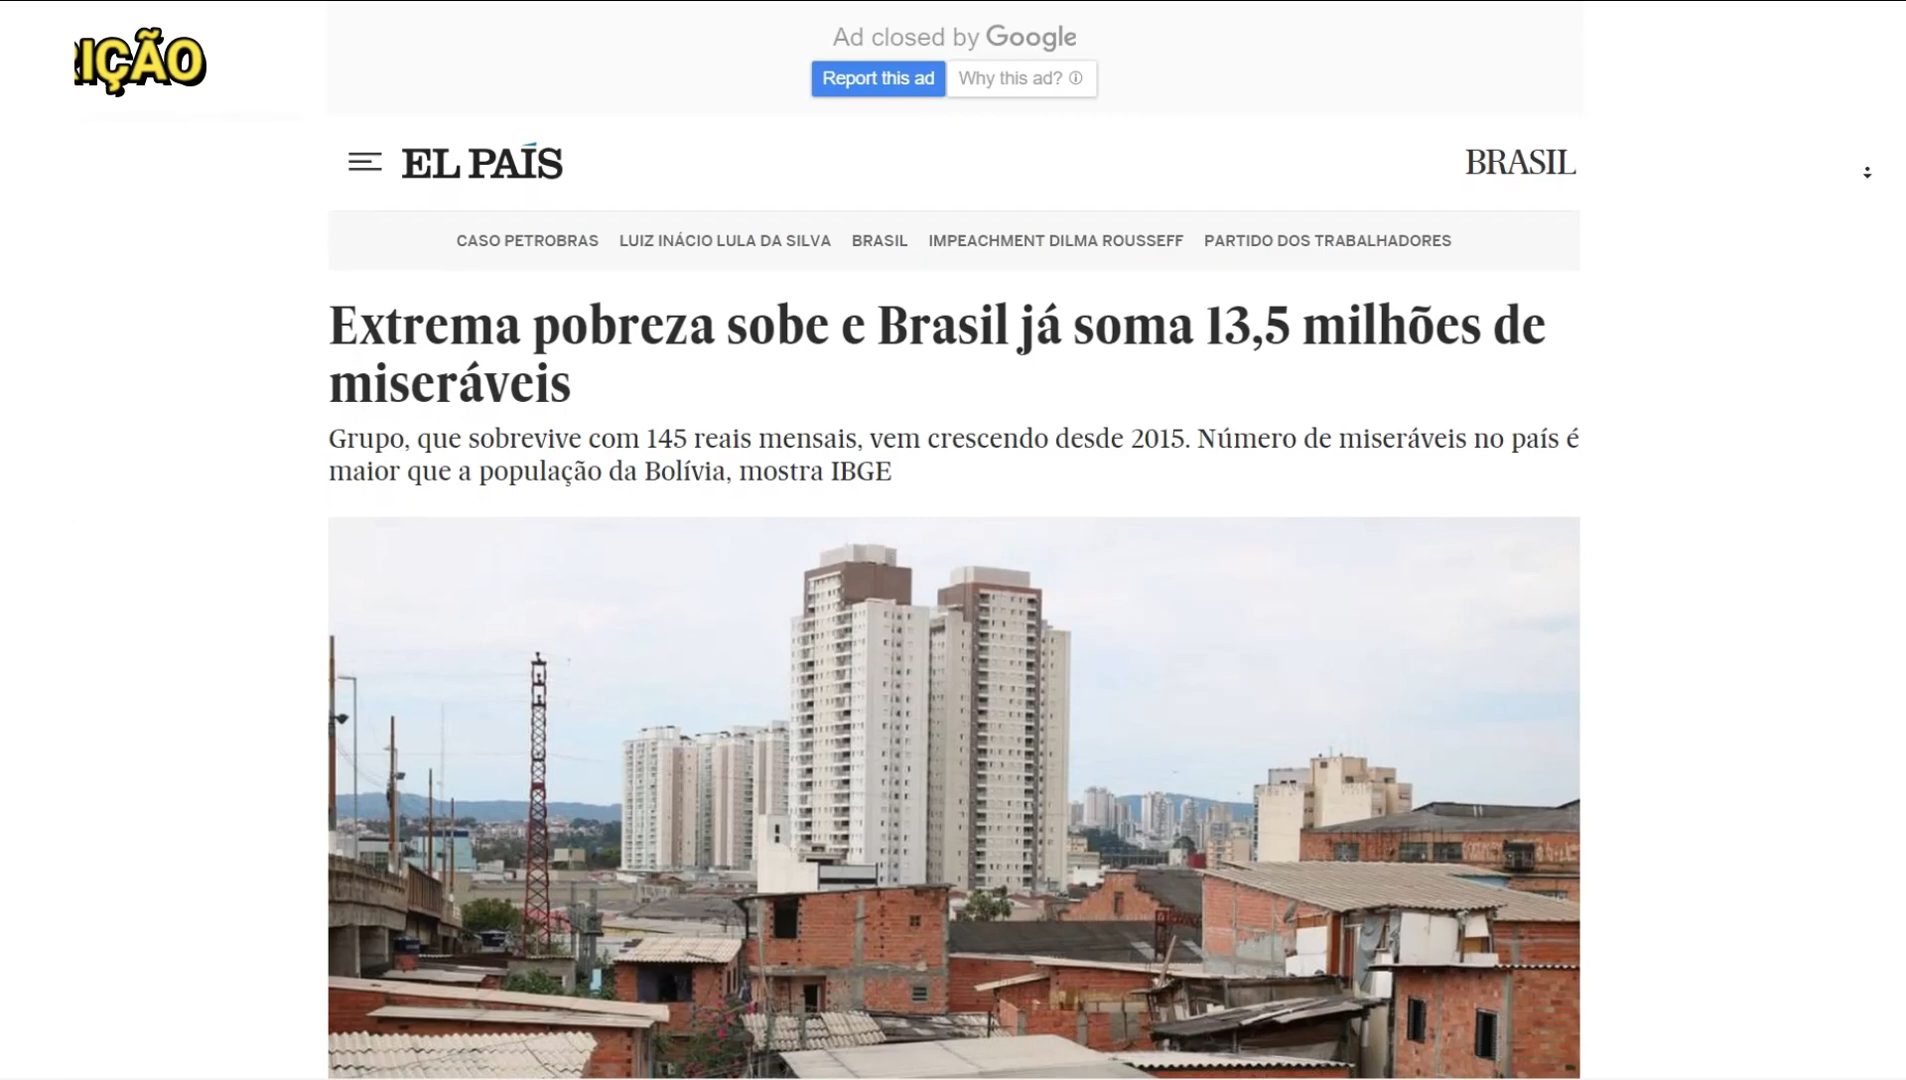 RIÇÃO
Ad closed by Google
Report this ad
Why this ad?
EL PAÍS
BRASIL
CASO PETROBRAS LUIZ INÁCIO LULA DA SILVA BRASIL IMPEACHMENT DILMA ROUSSEFF PARTIDO DOS TRABALHADORES
Extrema pobreza sobe e Brasil já soma 13,5 milhões de
miseráveis
Grupo, que sobrevive com 145 reais mensais, vem crescendo desde 2015. Número de miseráveis no país é
maior que a população da Bolívia, mostra IBGE